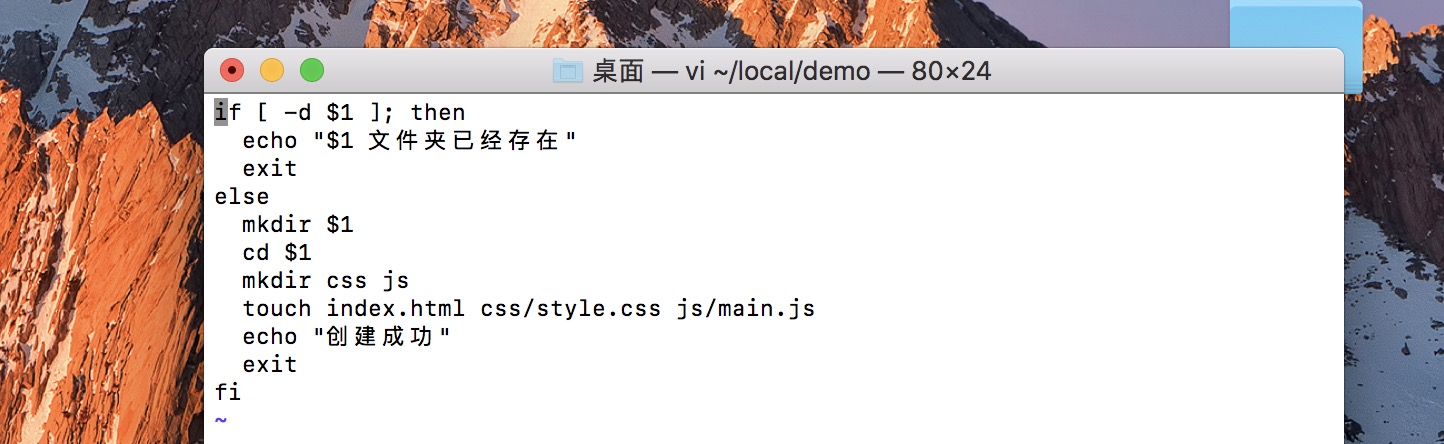 桌面 — vi ~/local/demo — 80×24
if [ -d $1 ]; then
  echo "$1 文件夹已经存在"
  exit
else
  mkdir $1
  cd $1
  mkdir css js
  touch index.html css/style.css js/main.js
  echo "创建成功"
  exit
fi
~